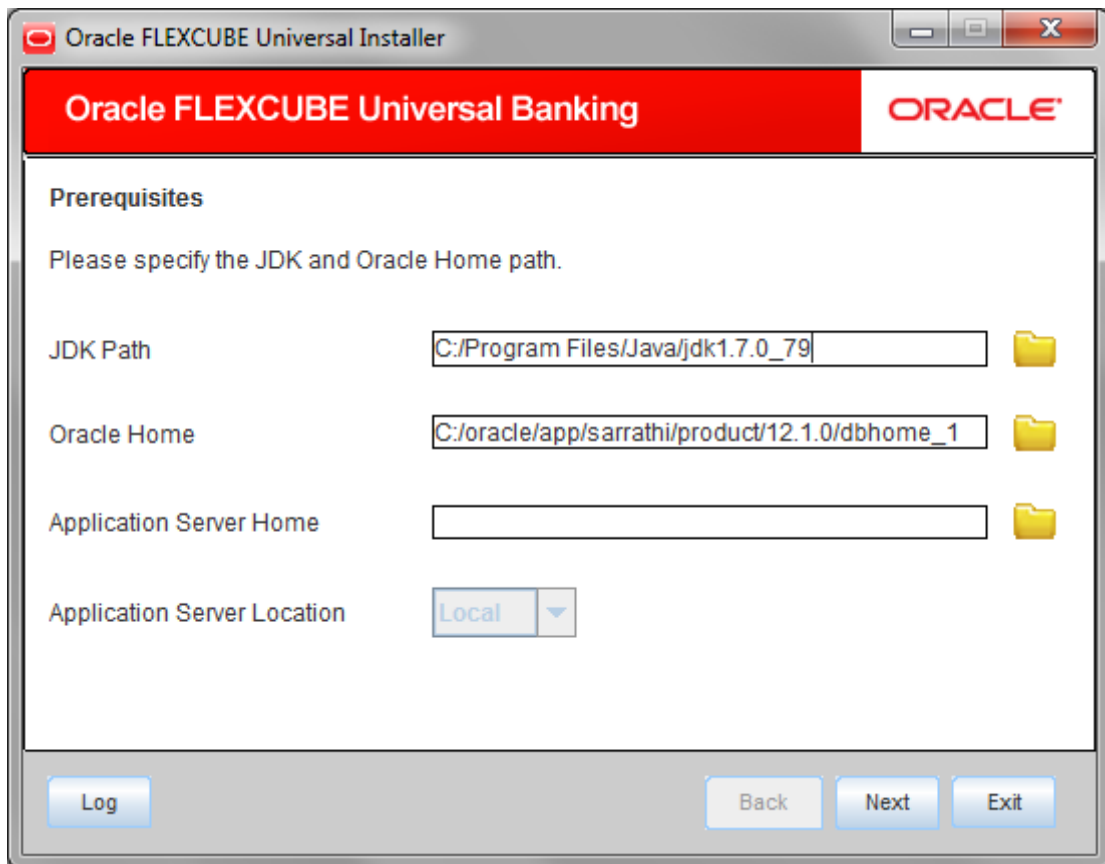 Oracle FLEXCUBE Universal Installer
Oracle FLEXCUBE Universal Banking
ORACLE
Prerequisites
Please specify the JDK and Oracle Home path.
JDK Path C:/Program Files/Java/jdk1.7.0_79
Oracle Home C:/oracle/app/sarrathi/product/12.1.0/dbhome_1
Application Server Home
Application Server Location Local
Log Back Next Exit